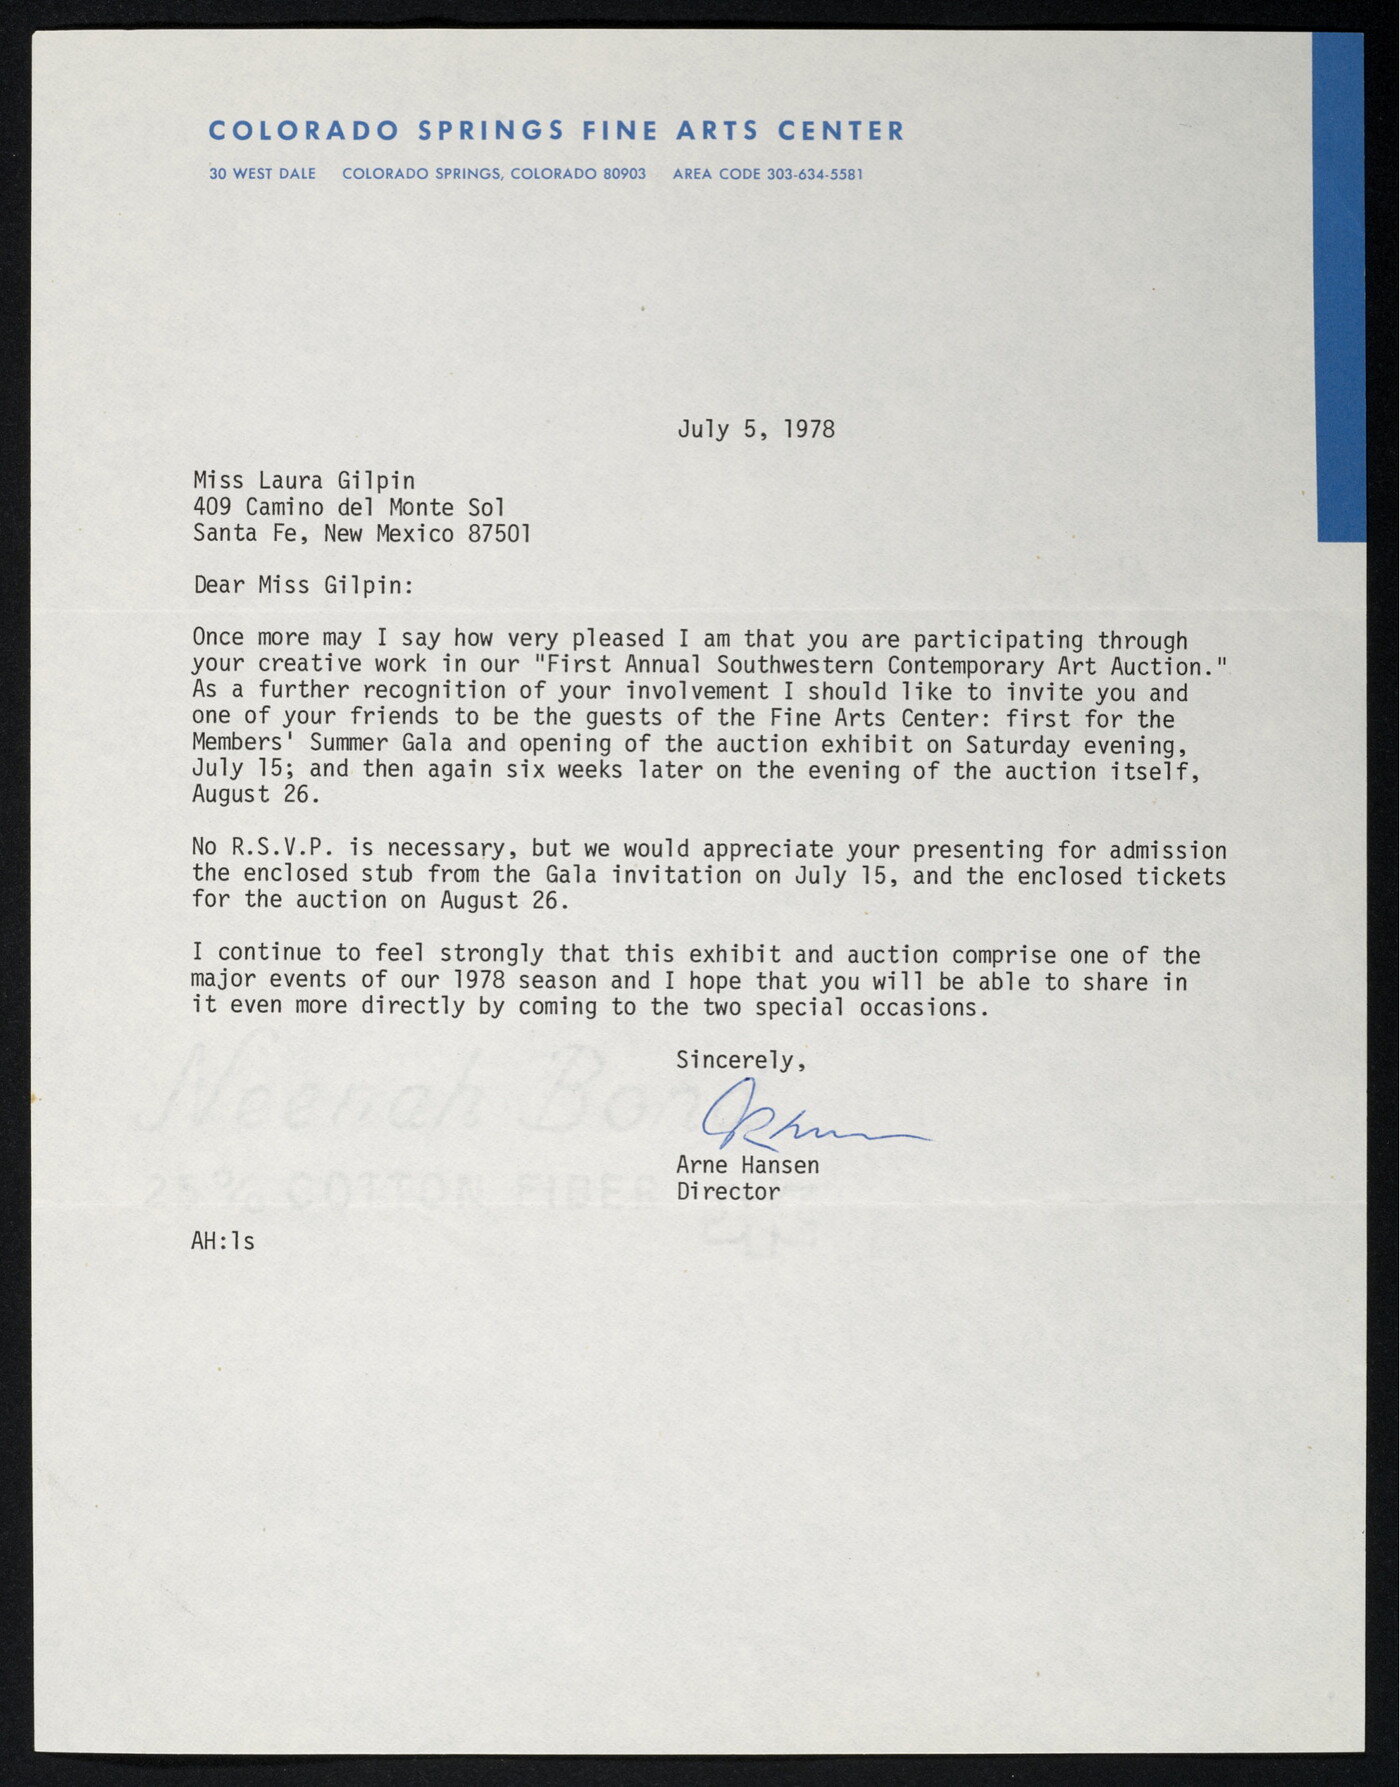 COLORADO SPRINGS FINE ARTS CENTER
30 WEST DALE COLORADO SPRINGS, COLORADO 80903 AREA CODE 303-634-5581
July 5, 1978
Miss Laura Gilpin
409 Camino del Monte Sol
Santa Fe, New Mexico 87501
Dear Miss Gilpin:
Once more may I say how very pleased I am that you are participating through
your creative work in our "First Annual Southwestern Contemporary Art Auction."
As a further recognition of your involvement I should like to invite you and
one of your friends to be the guests of the Fine Arts Center: first for the
Members' Summer Gala and opening of the auction exhibit on Saturday evening,
July 15; and then again six weeks later on the evening of the auction itself,
August 26.
No R.S.V.P. is necessary, but we would appreciate your presenting for admission
the enclosed stub from the Gala invitation on July 15, and the enclosed tickets
for the auction on August 26.
I continue to feel strongly that this exhibit and auction comprise one of the
major events of our 1978 season and I hope that you will be able to share in
it even more directly by coming to the two special occasions.
Sincerely,
Neenah Bond
Arne Hansen
25% COTTON FIBER
Director
AH:ls